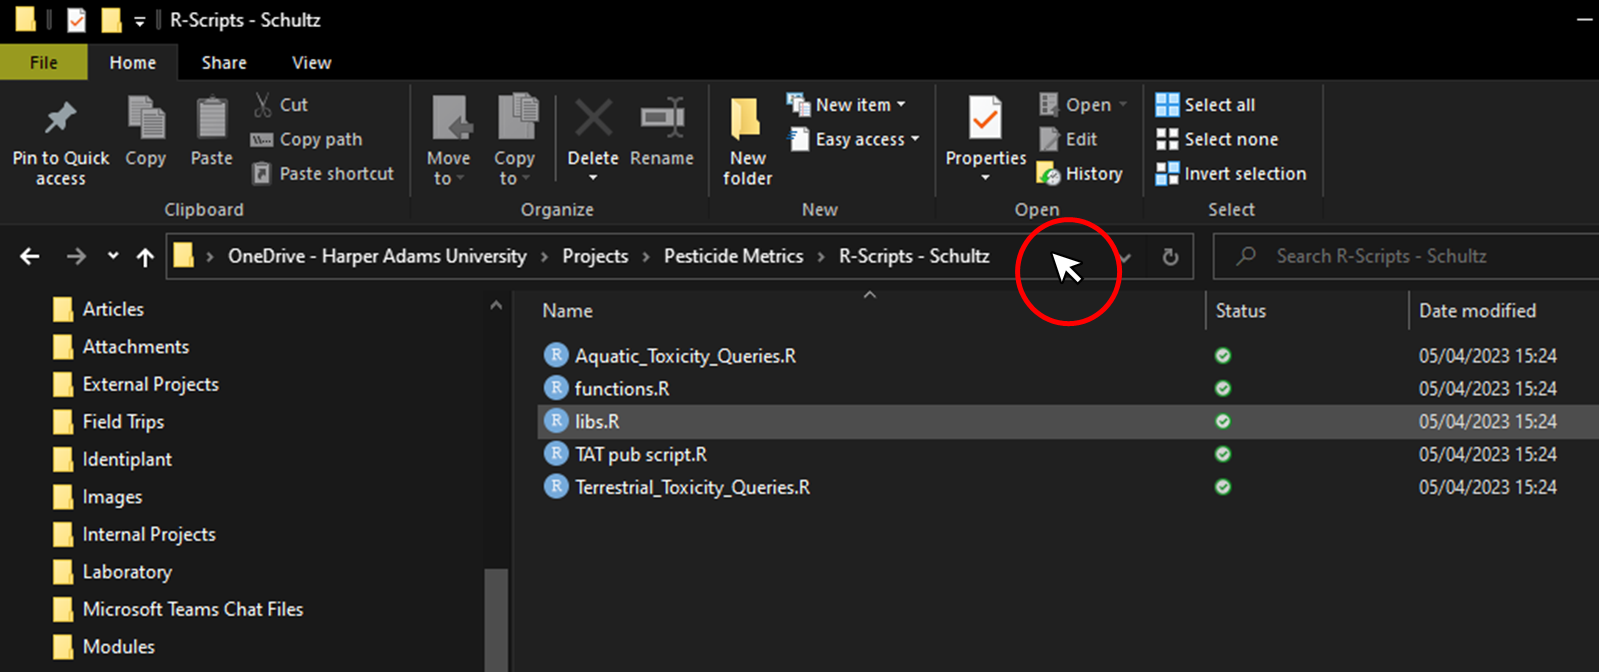 R-Scripts - Schultz
File Home Share View
Pin to Quick access
Copy
Paste
Cut
Copy path
Paste shortcut
Clipboard
Move to
Copy to
Delete
Rename
Organize
New folder
New item
Easy access
New
Properties
Open
Edit
History
Open
Select all
Select none
Invert selection
Select
OneDrive - Harper Adams University > Projects > Pesticide Metrics > R-Scripts - Schultz
Search R-Scripts - Schultz
Articles
Attachments
External Projects
Field Trips
Identiplant
Images
Internal Projects
Laboratory
Microsoft Teams Chat Files
Modules
Name Status Date modified
R Aquatic_Toxicity_Queries.R 05/04/2023 15:24
R functions.R 05/04/2023 15:24
R libs.R 05/04/2023 15:24
R TAT pub script.R 05/04/2023 15:24
R Terrestrial_Toxicity_Queries.R 05/04/2023 15:24